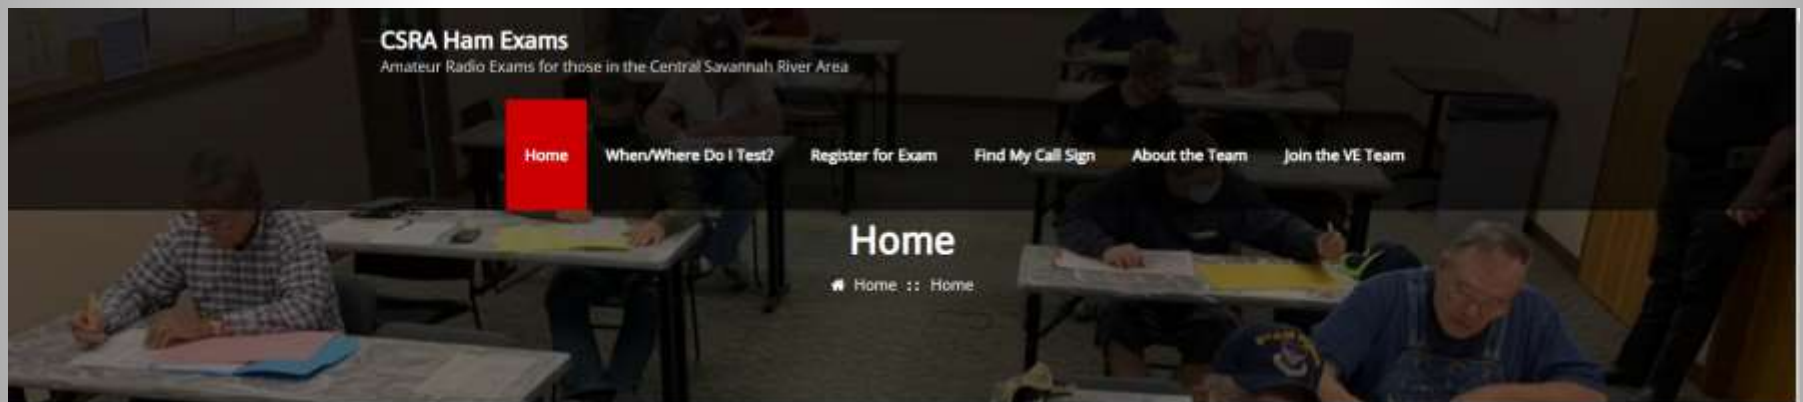 CSRA Ham Exams
Amateur Radio Exams for those in the Central Savannah River Area
Home When/Where Do I Test? Register for Exam Find My Call Sign About the Team Join the VE Team
Home
Home :: Home